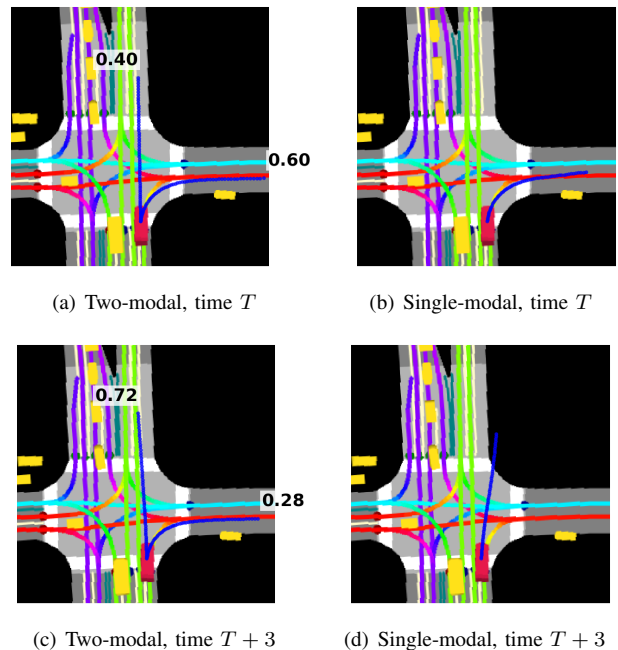 0.40
0.60
(a) Two-modal, time T
(b) Single-modal, time T
0.72
0.28
(c) Two-modal, time T + 3
(d) Single-modal, time T + 3